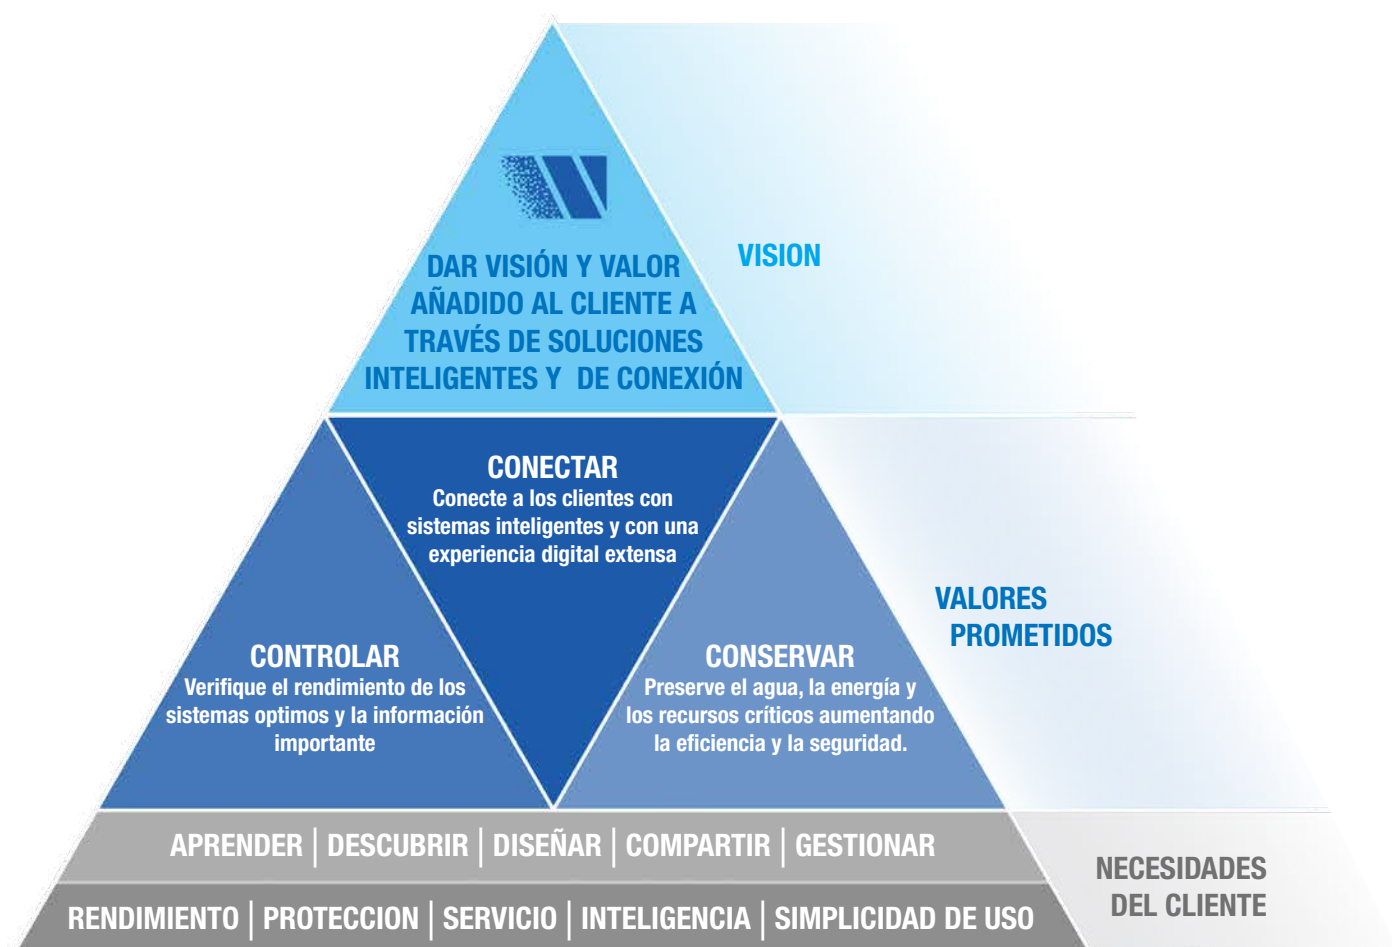 DAR VISIÓN Y VALOR
AÑADIDO AL CLIENTE A
TRAVÉS DE SOLUCIONES
INTELIGENTES Y DE CONEXIÓN
VISION
CONECTAR
Conecte a los clientes con
sistemas inteligentes y con una
experiencia digital extensa
CONTROLAR
Verifique el rendimiento de los
sistemas optimos y la información
importante
CONSERVAR
Preserve el agua, la energía y
los recursos críticos aumentando
la eficiencia y la seguridad.
VALORES
PROMETIDOS
APRENDER | DESCUBRIR | DISEÑAR | COMPARTIR | GESTIONAR
RENDIMIENTO | PROTECCION | SERVICIO | INTELIGENCIA | SIMPLICIDAD DE USO
NECESIDADES
DEL CLIENTE